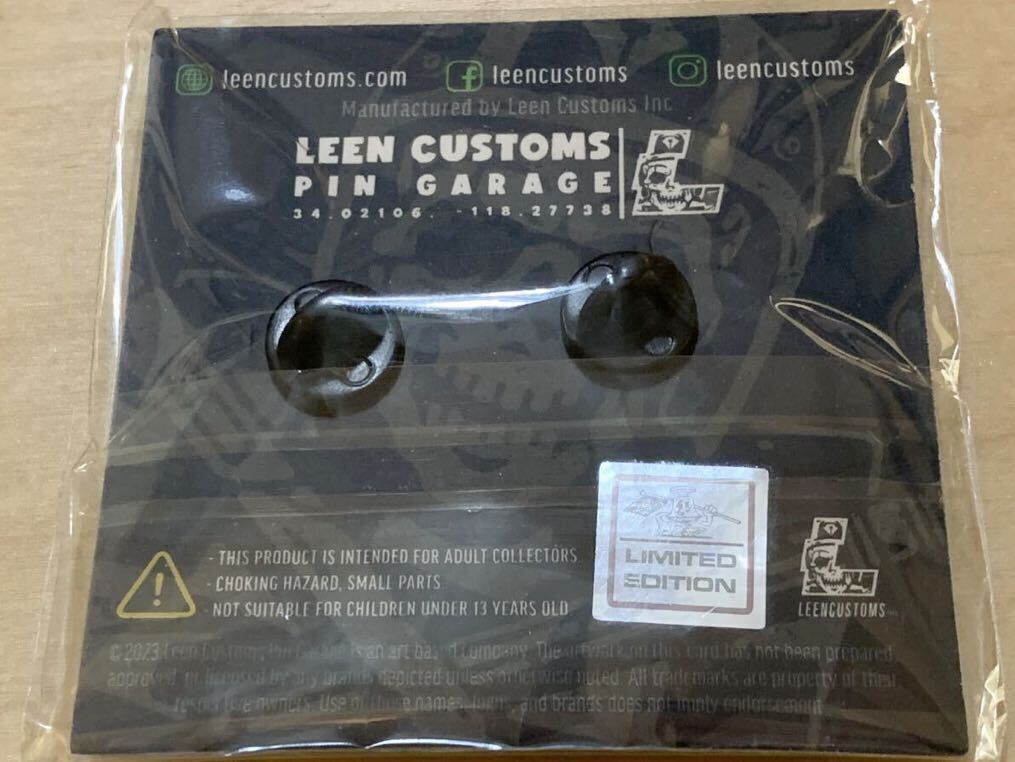 leencustoms.com leencustoms leencustoms
Manufactured by Leen Customs Inc
LEEN CUSTOMS
PIN GARAGE
34.02106. -118.27738
- THIS PRODUCT IS INTENDED FOR ADULT COLLECTORS
- CHOKING HAZARD, SMALL PARTS
- NOT SUITABLE FOR CHILDREN UNDER 13 YEARS OLD
LIMITED
EDITION
LEENCUSTOMS
© 2023 Leen Customs Pin Garage is an art based company. The artwork on this card has not been prepared
approved or licensed by any brands depicted unless otherwise noted. All trademarks are property of their
respective owners. Use of these names, logos, and brands does not imply endorsement